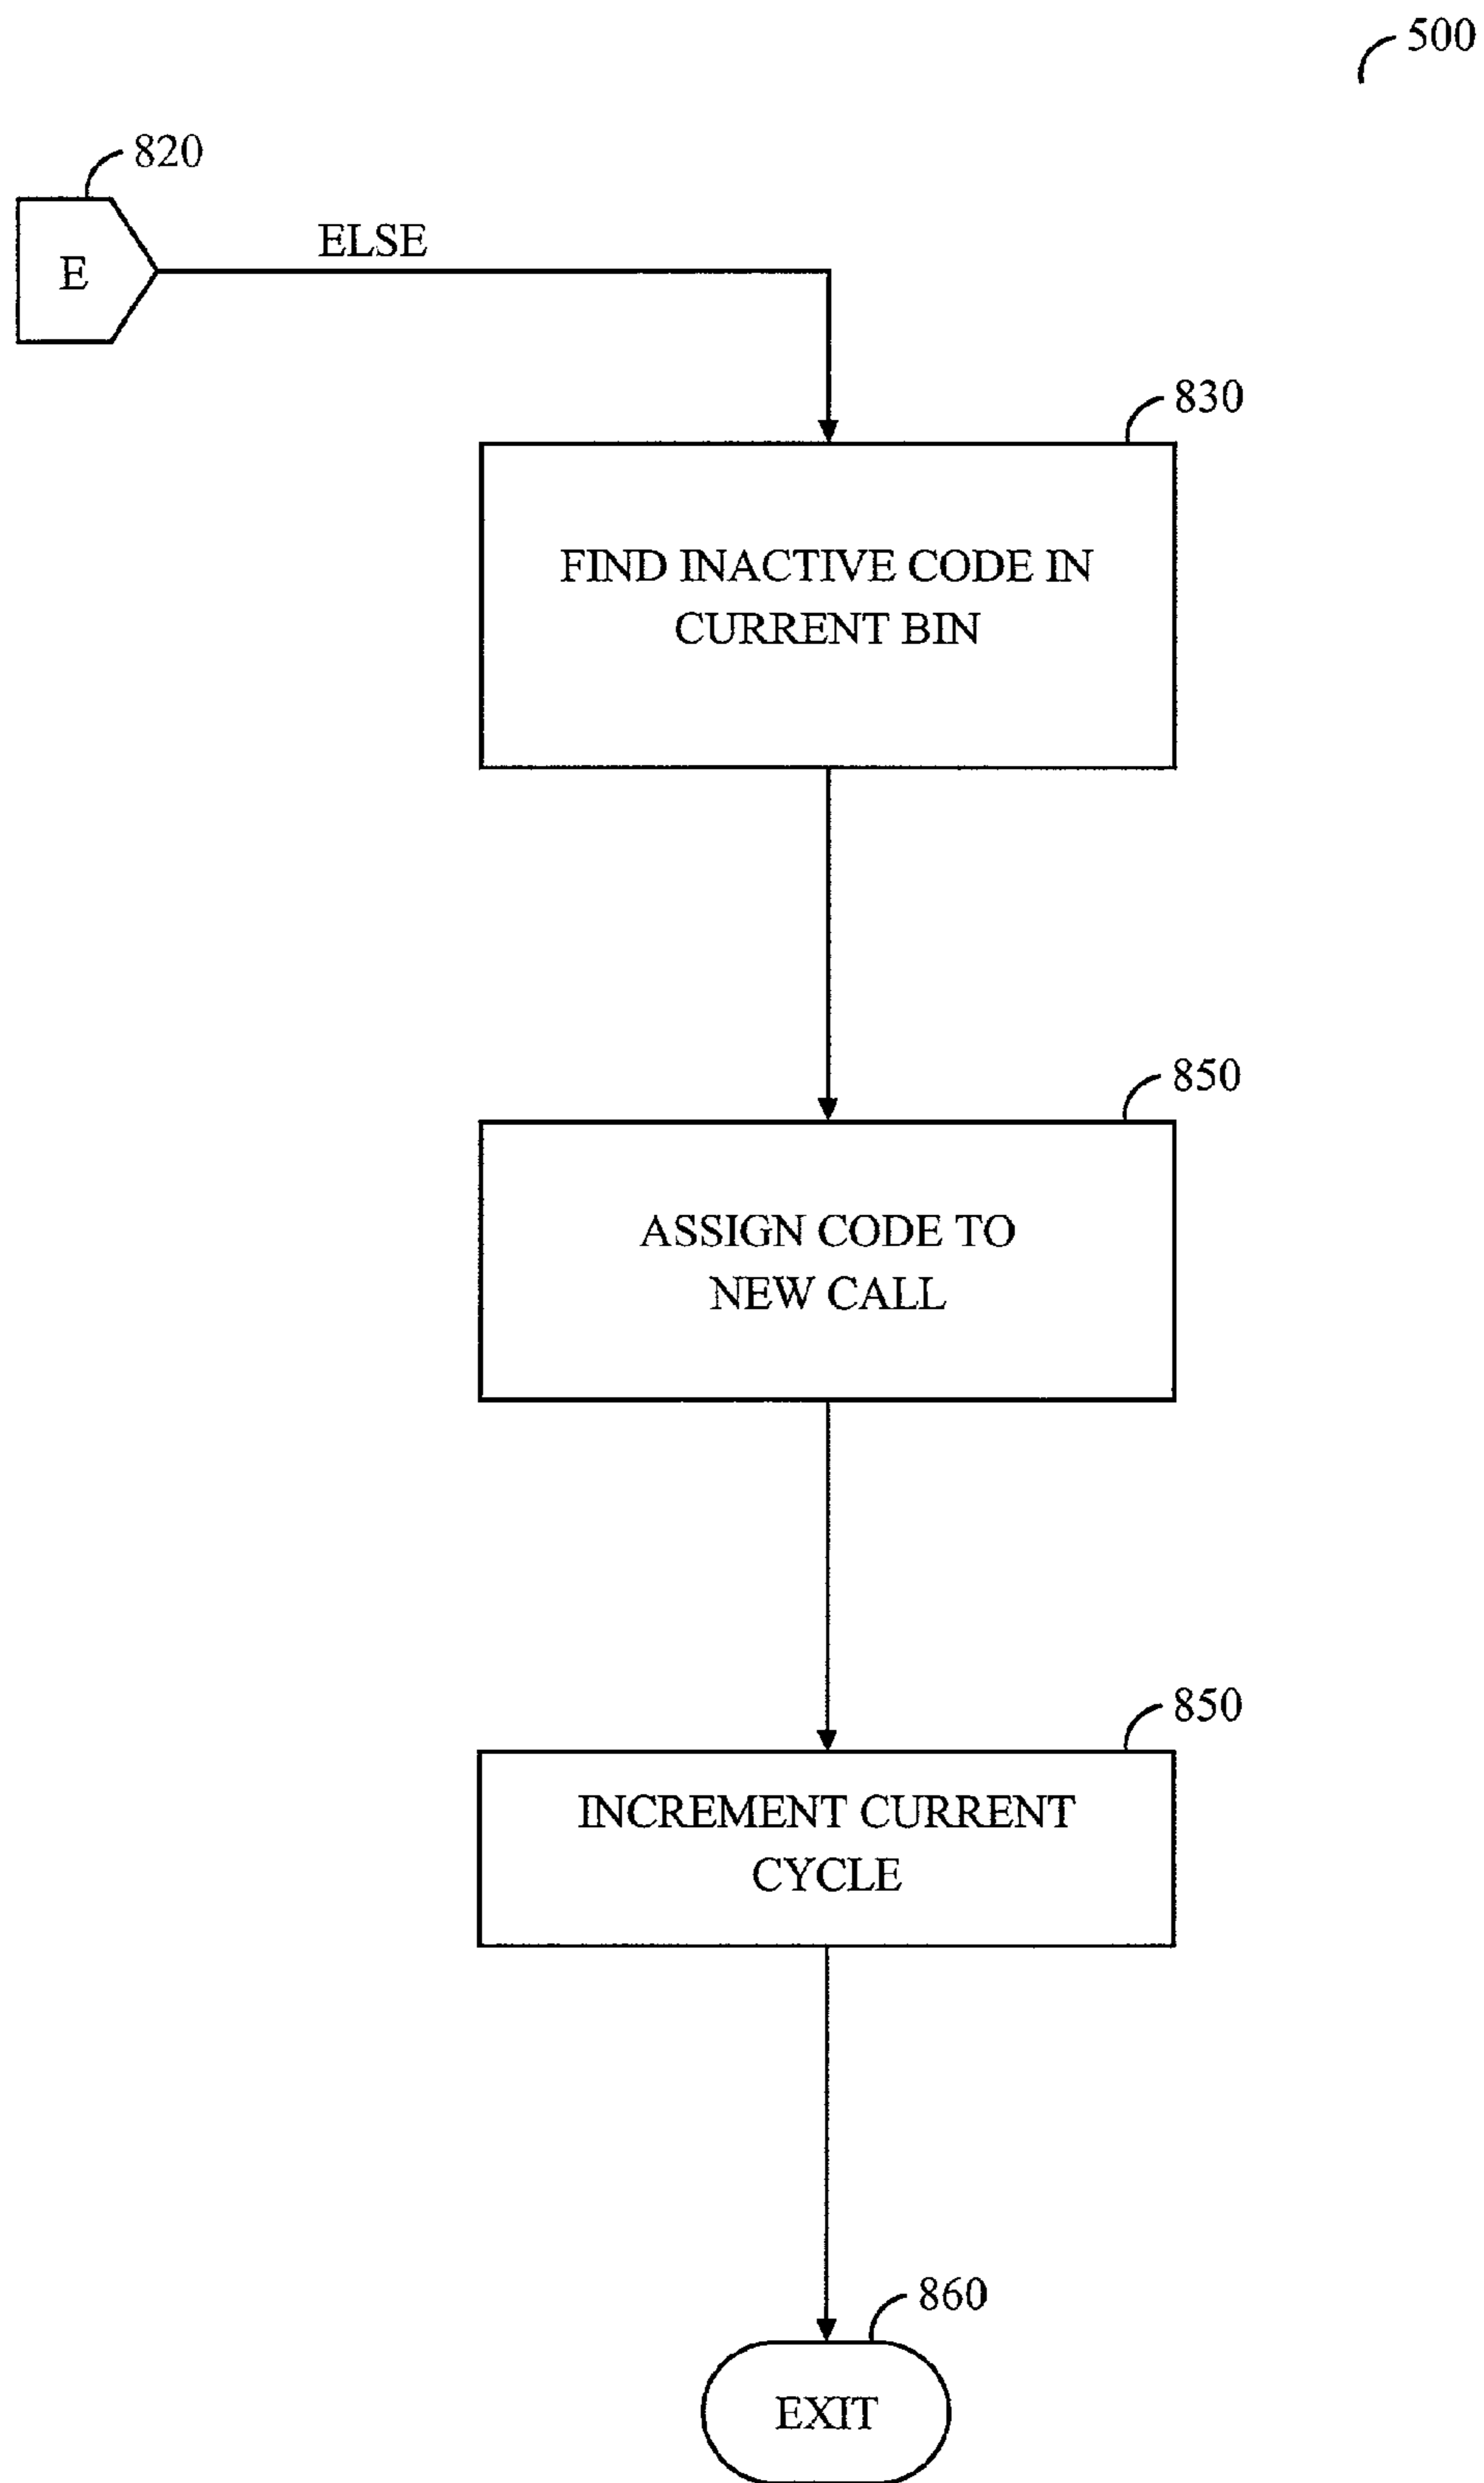 500
820
E
ELSE
830
FIND INACTIVE CODE IN
CURRENT BIN
850
ASSIGN CODE TO
NEW CALL
850
INCREMENT CURRENT
CYCLE
860
EXIT